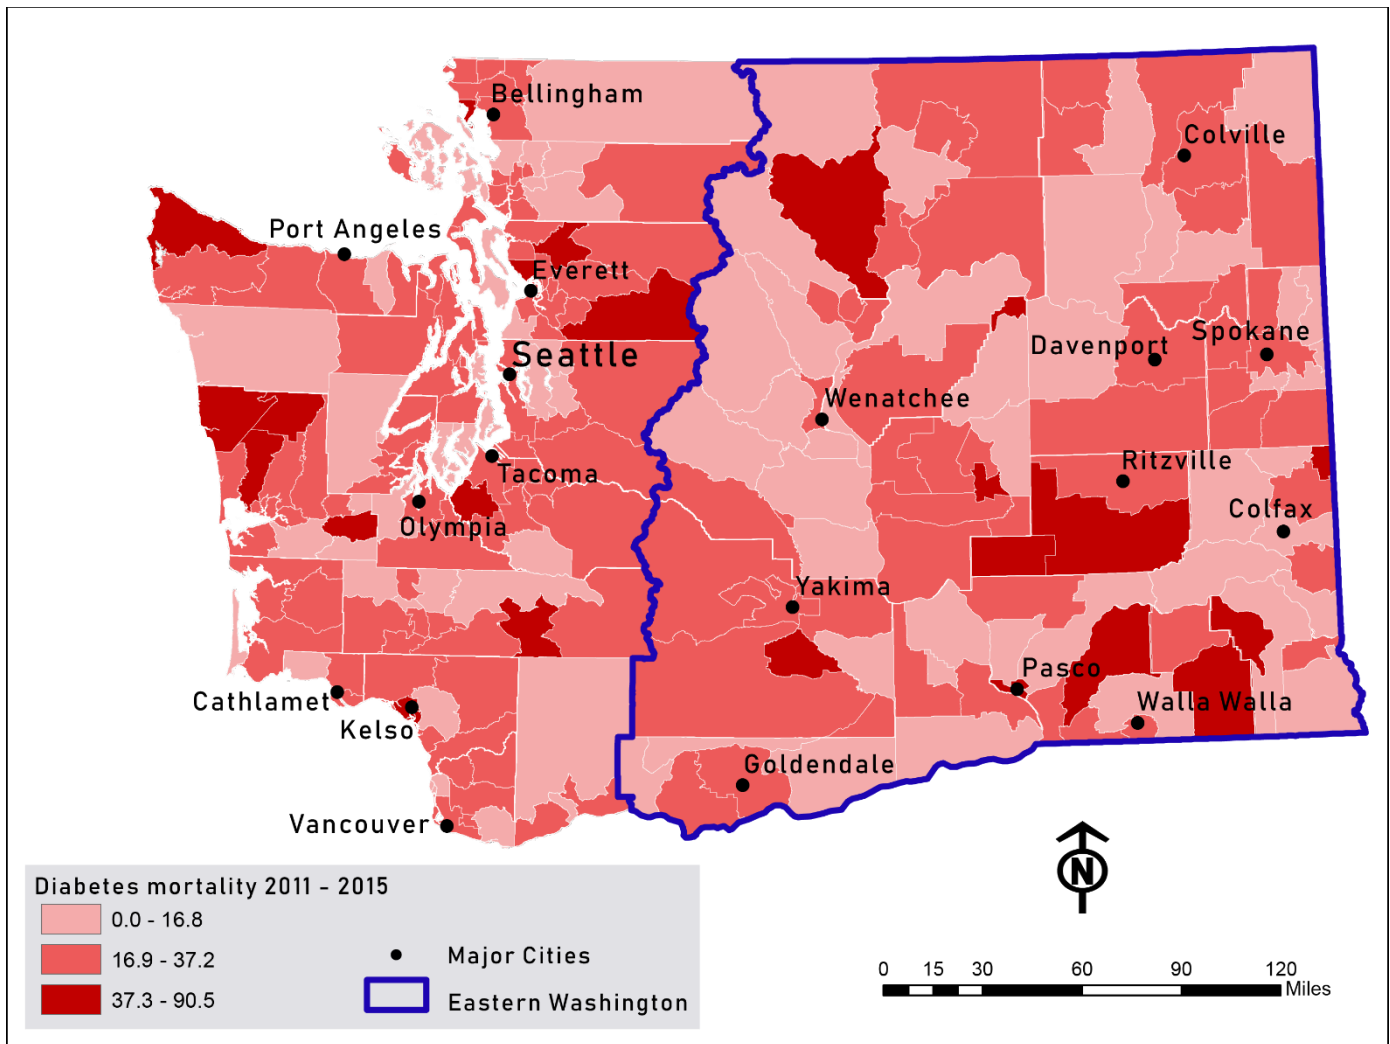 Bellingham
Colville
Port Angeles
Everett
Seattle
Davenport
Spokane
Wenatchee
Tacoma
Ritzville
Olympia
Colfax
Yakima
Pasco
Cathlamet
Walla Walla
Kelso
Goldendale
Vancouver
N
Diabetes mortality 2011 - 2015
0.0 - 16.8
16.9 - 37.2
37.3 - 90.5
Major Cities
Eastern Washington
0 15 30 60 90 120
Miles